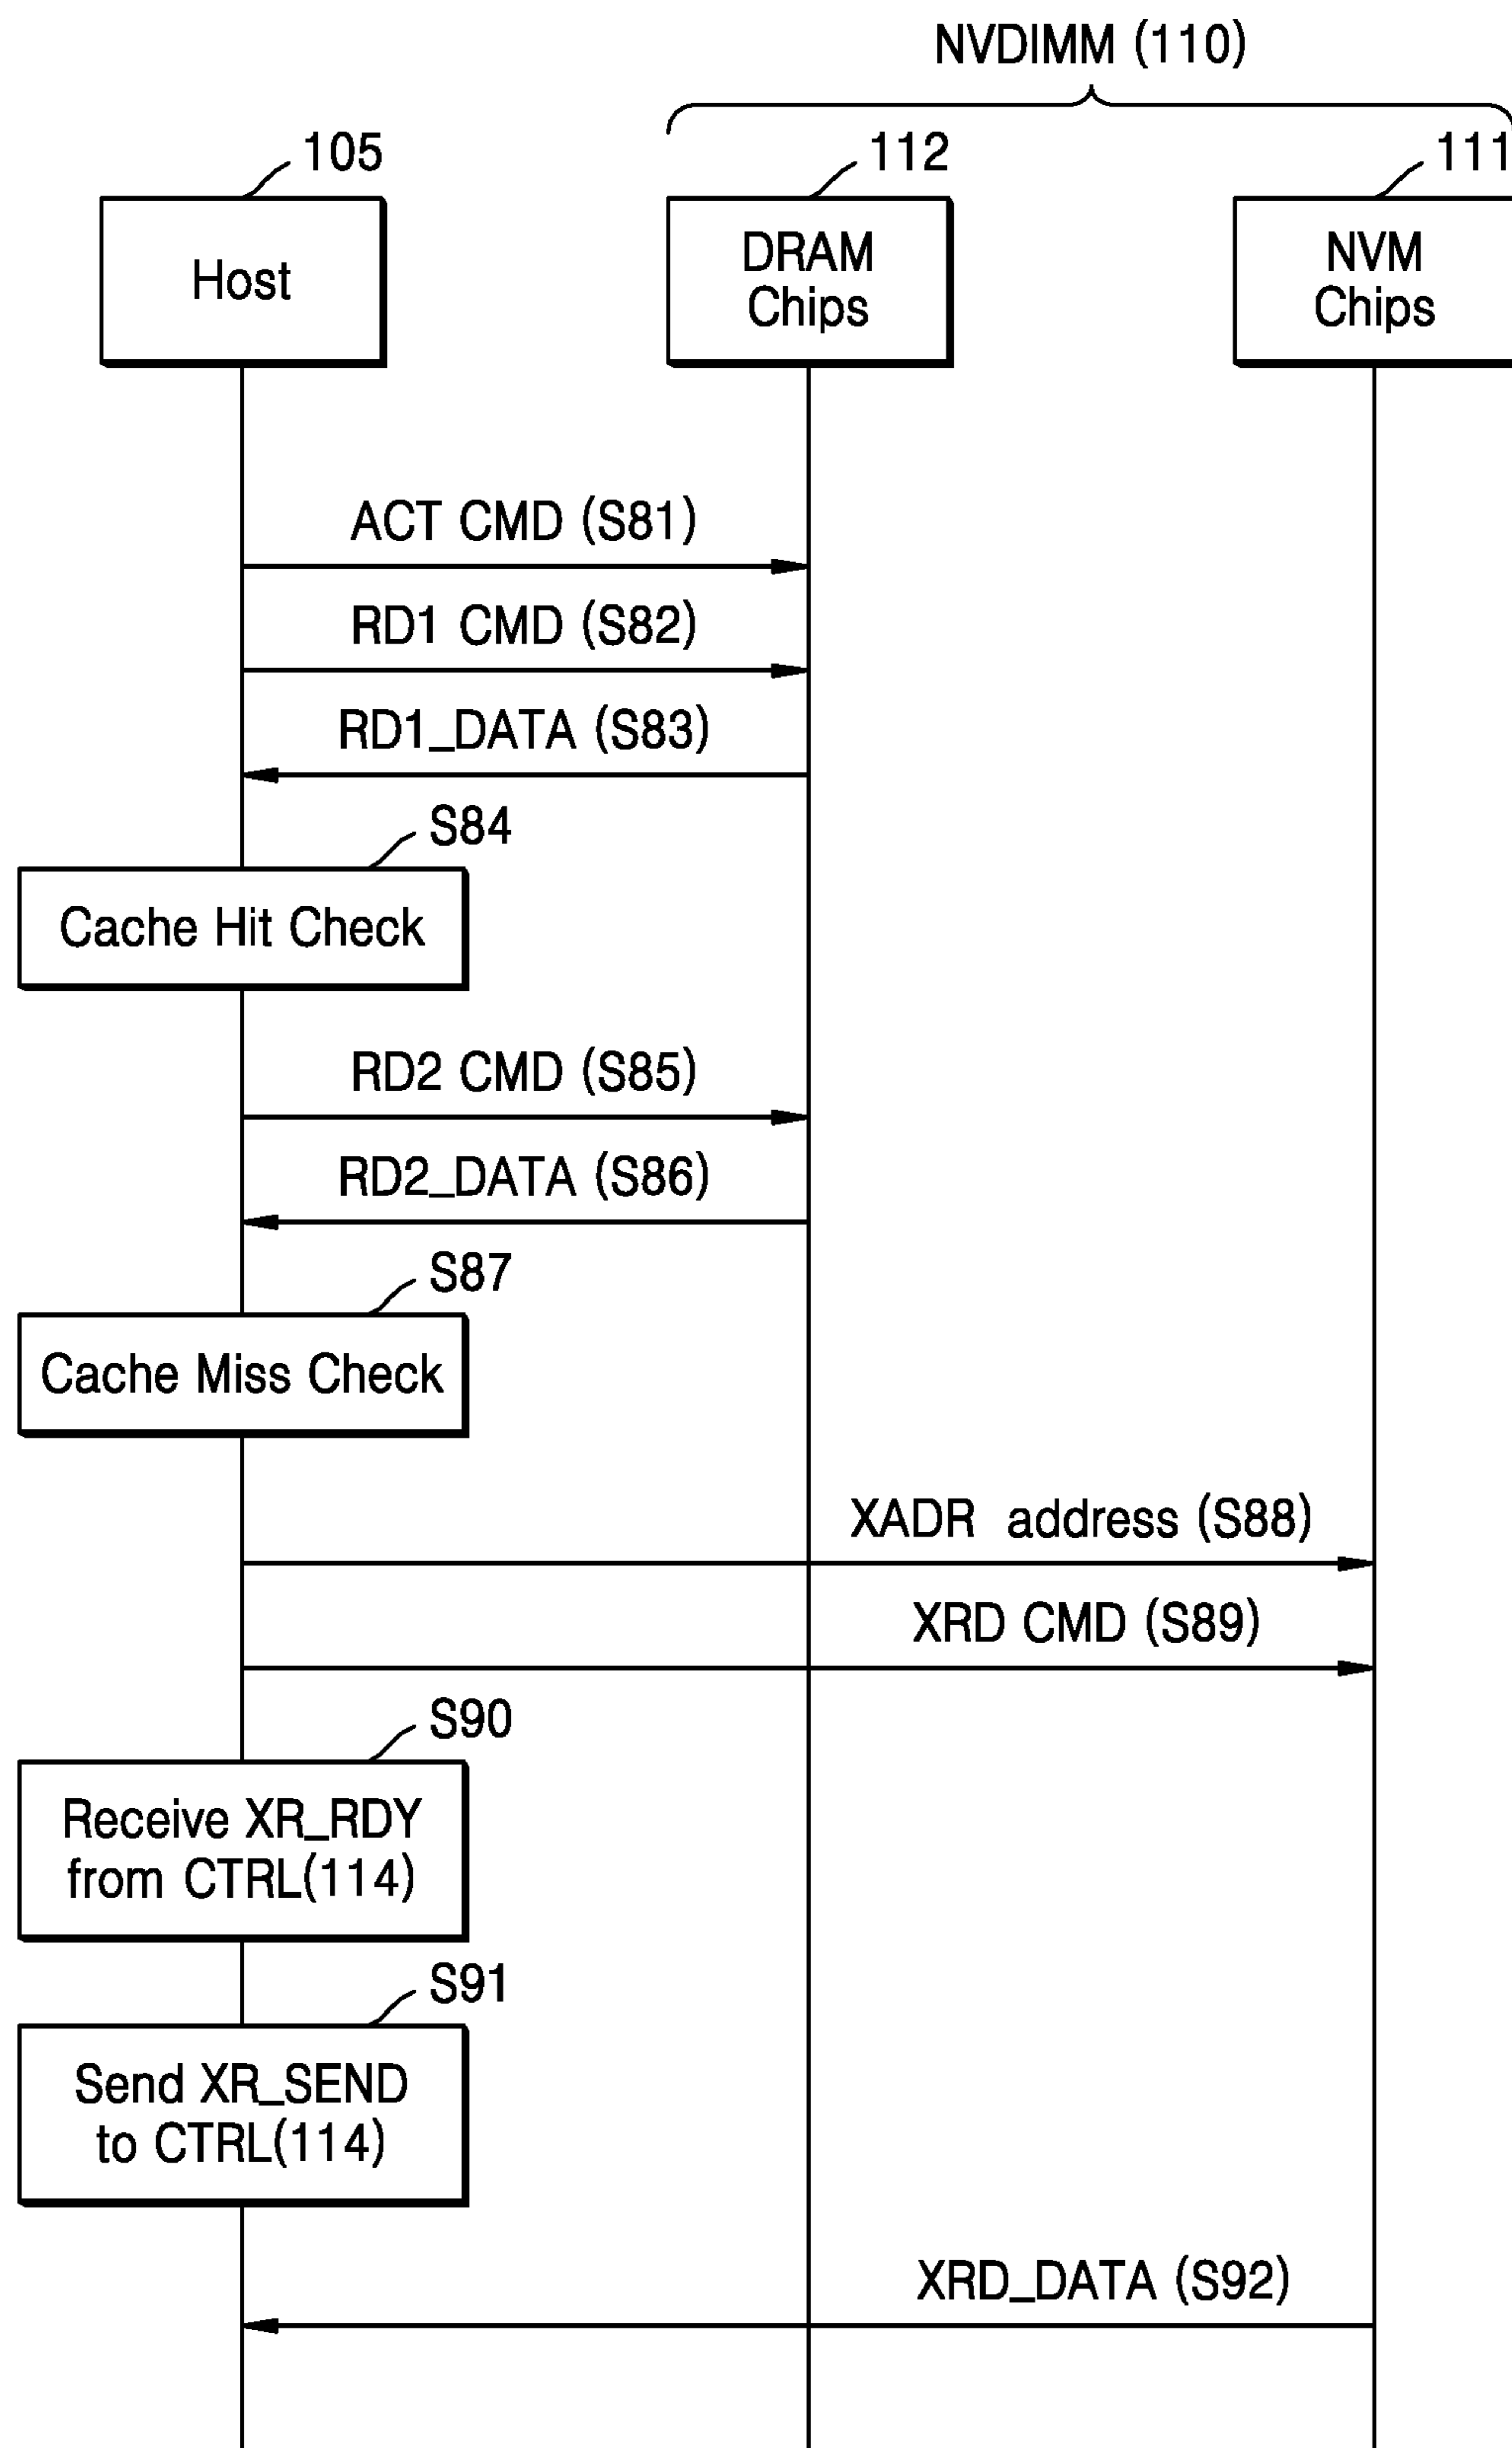 NVDIMM (110)
105
112
111
Host
DRAM
Chips
NVM
Chips
ACT CMD (S81)
RD1 CMD (S82)
RD1_DATA (S83)
S84
Cache Hit Check
RD2 CMD (S85)
RD2_DATA (S86)
S87
Cache Miss Check
XADR address (S88)
XRD CMD (S89)
S90
Receive XR_RDY
from CTRL(114)
S91
Send XR_SEND
to CTRL(114)
XRD_DATA (S92)